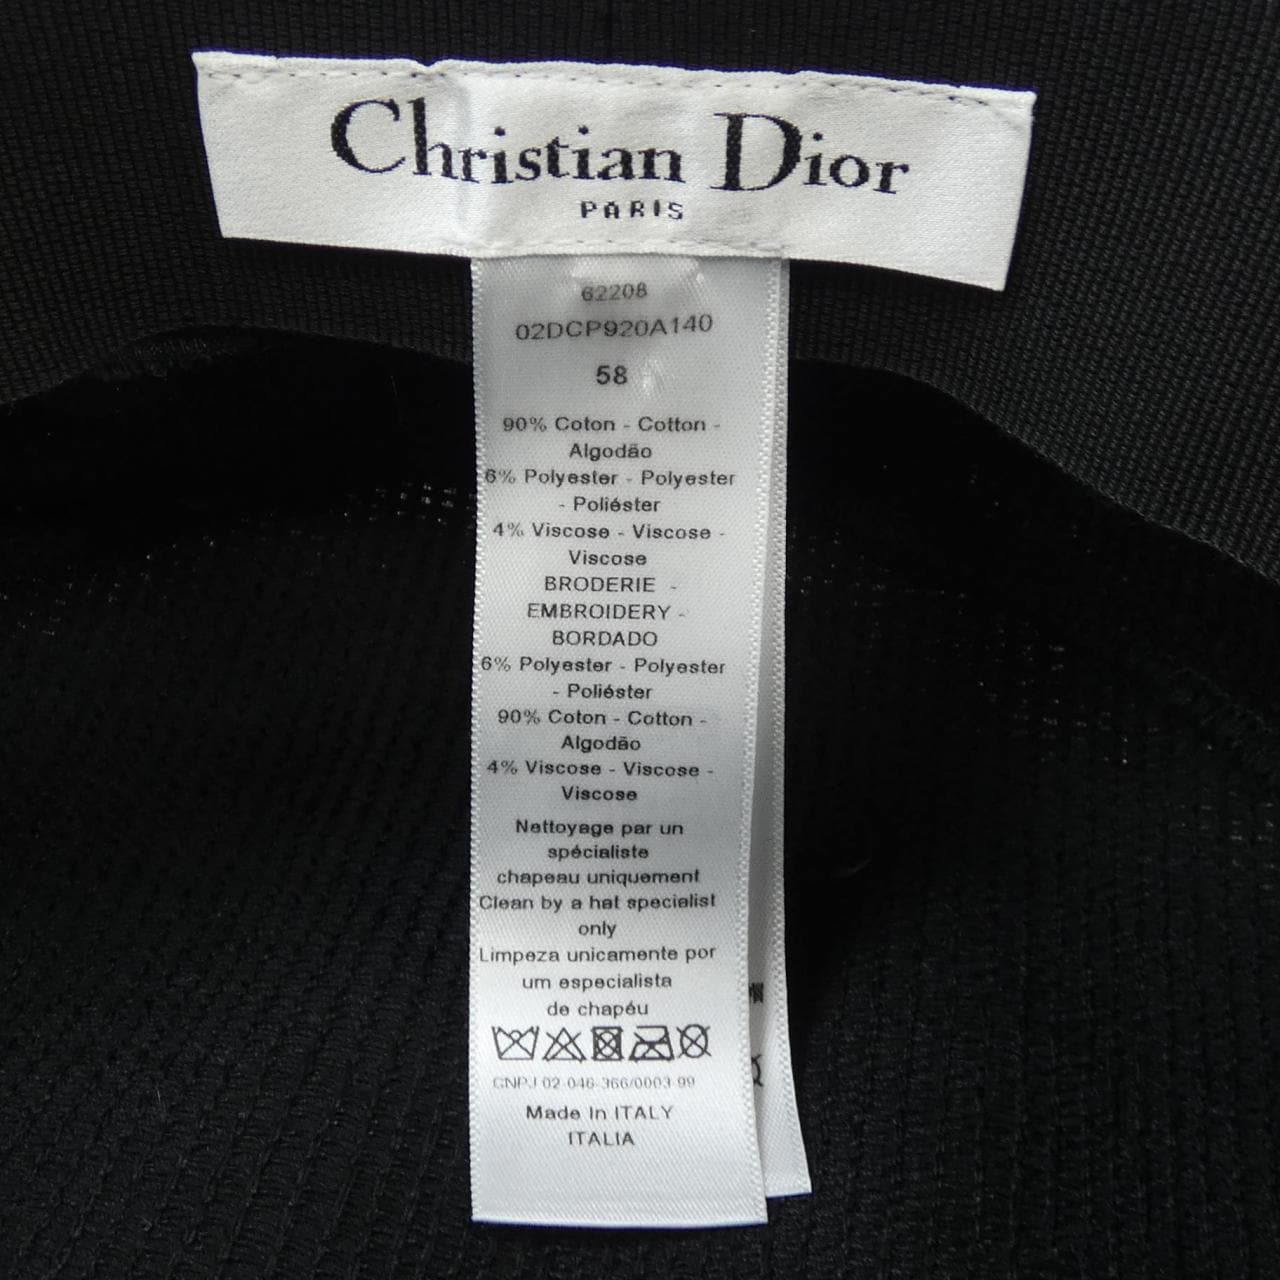 Christian Dior
PARIS
62208
02DCP920A140
58
90% Coton - Cotton -
Algodão
6% Polyester - Polyester
- Poliéster
4% Viscose - Viscose -
Viscose
BRODERIE -
EMBROIDERY -
BORDADO
6% Polyester - Polyester
- Poliéster
90% Coton - Cotton -
Algodão
4% Viscose - Viscose -
Viscose
Nettoyage par un
spécialiste
chapeau uniquement
Clean by a hat specialist
only
Limpeza unicamente por
um especialista
de chapéu
CNPJ 02-046-366/0003-99
Made In ITALY
ITALIA